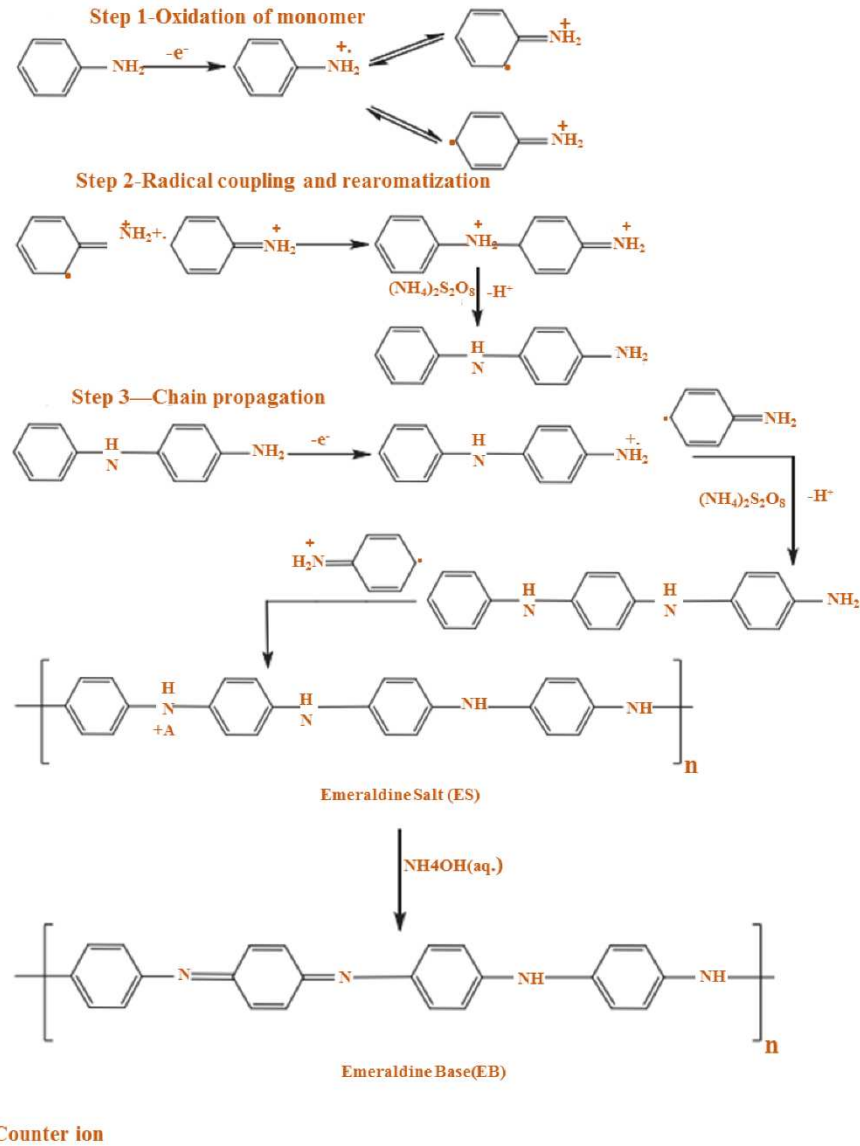 Step 1-Oxidation of monomer
NH₂ -e⁻ +. NH₂ + NH₂
+ NH₂
Step 2-Radical coupling and rearomatization
+ NH₂+. + NH₂ + NH₂ + NH₂
(NH₄)₂S₂O₈ -H⁺
H
N
NH₂
Step 3—Chain propagation
H
N
NH₂ -e⁻
H
N
+.
NH₂
NH₂
(NH₄)₂S₂O₈ -H⁺
+
H₂N
H
N
H
N
NH₂
H
N
+A
H
N
NH
NH
n
Emeraldine Salt (ES)
NH4OH(aq.)
N N NH NH
n
Emeraldine Base(EB)
Counter ion